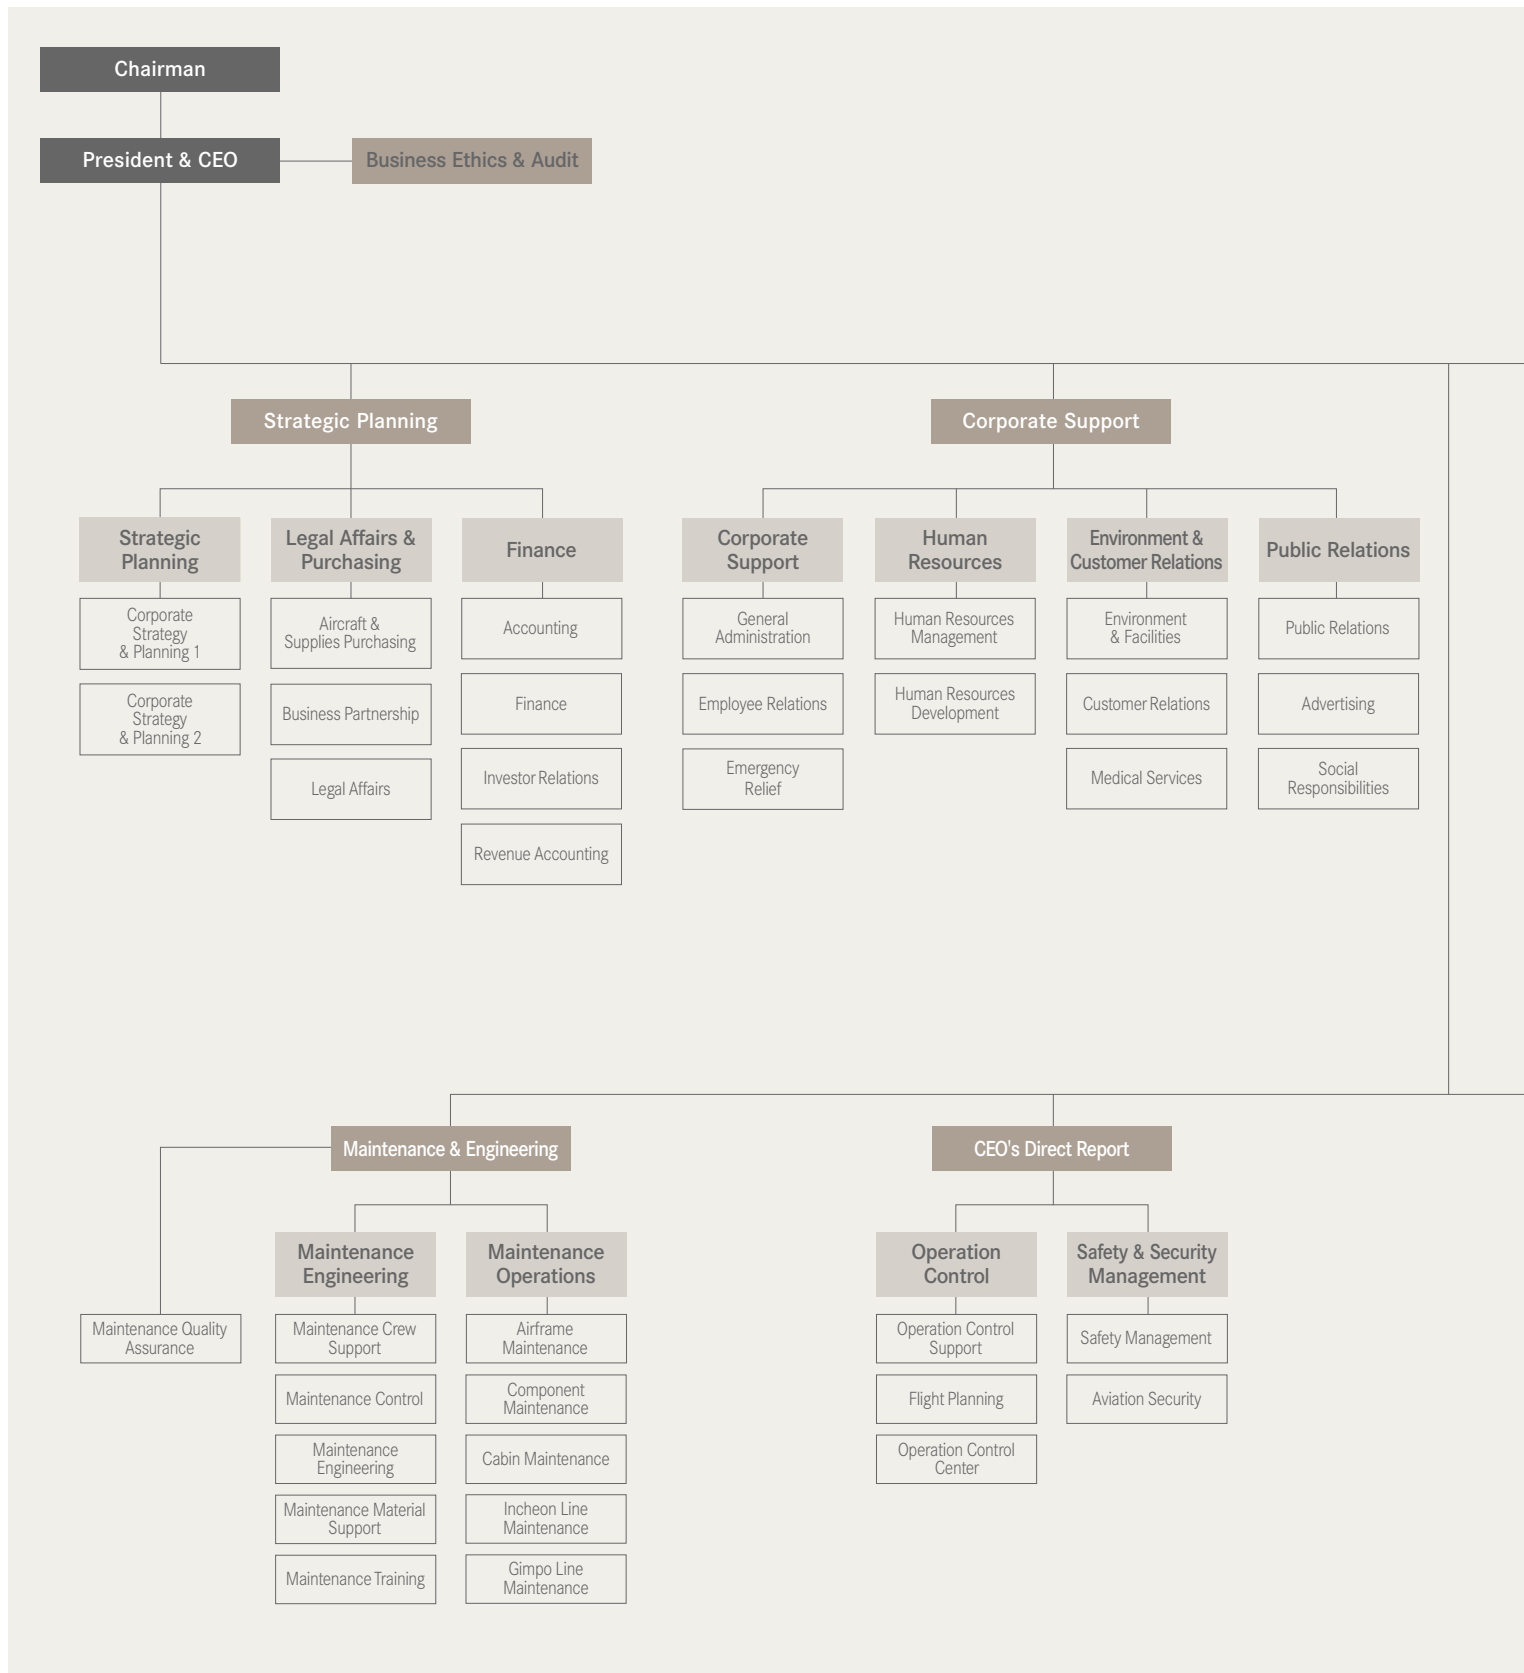 Chairman
President & CEO
Business Ethics & Audit
Strategic Planning
Corporate Support
Strategic
Planning
Legal Affairs &
Purchasing
Finance
Corporate
Support
Human
Resources
Environment &
Customer Relations
Public Relations
Corporate
Strategy
& Planning 1
Corporate
Strategy
& Planning 2
Aircraft &
Supplies Purchasing
Business Partnership
Legal Affairs
Accounting
Finance
Investor Relations
Revenue Accounting
General
Administration
Employee Relations
Emergency
Relief
Human Resources
Management
Human Resources
Development
Environment
& Facilities
Customer Relations
Medical Services
Public Relations
Advertising
Social
Responsibilities
Maintenance & Engineering
CEO's Direct Report
Maintenance
Engineering
Maintenance
Operations
Operation
Control
Safety & Security
Management
Maintenance Quality
Assurance
Maintenance Crew
Support
Maintenance Control
Maintenance
Engineering
Maintenance Material
Support
Maintenance Training
Airframe
Maintenance
Component
Maintenance
Cabin Maintenance
Incheon Line
Maintenance
Gimpo Line
Maintenance
Operation Control
Support
Flight Planning
Operation Control
Center
Safety Management
Aviation Security